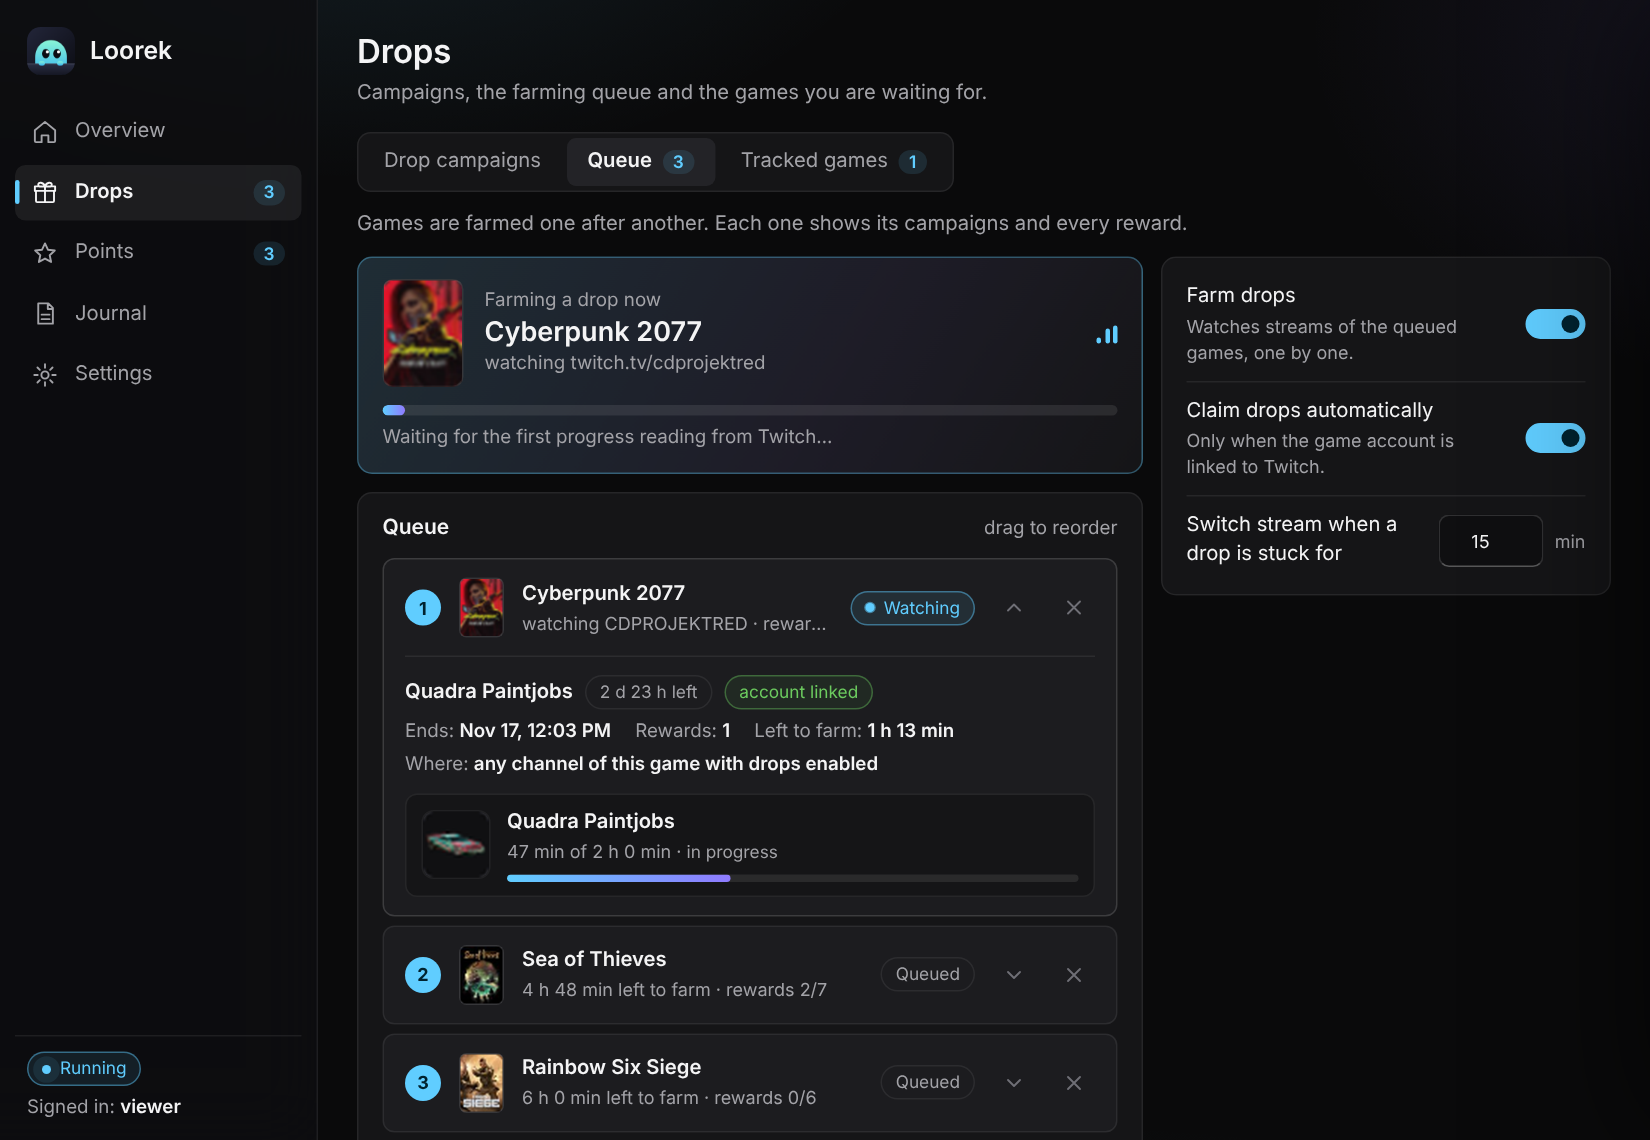 Loorek
Overview
Drops 3
Points 3
Journal
Settings
Running
Signed in: viewer
Drops
Campaigns, the farming queue and the games you are waiting for.
Drop campaigns Queue 3 Tracked games 1
Games are farmed one after another. Each one shows its campaigns and every reward.
Farming a drop now
Cyberpunk 2077
watching twitch.tv/cdprojektred
Waiting for the first progress reading from Twitch...
Queue drag to reorder
1 Cyberpunk 2077
watching CDPROJEKTRED · rewar...
Watching
Quadra Paintjobs 2 d 23 h left account linked
Ends: Nov 17, 12:03 PM Rewards: 1 Left to farm: 1 h 13 min
Where: any channel of this game with drops enabled
Quadra Paintjobs
47 min of 2 h 0 min · in progress
2 Sea of Thieves
4 h 48 min left to farm · rewards 2/7
Queued
3 Rainbow Six Siege
6 h 0 min left to farm · rewards 0/6
Queued
SIEGE
Farm drops
Watches streams of the queued
games, one by one.
Claim drops automatically
Only when the game account is
linked to Twitch.
Switch stream when a
drop is stuck for
15 min